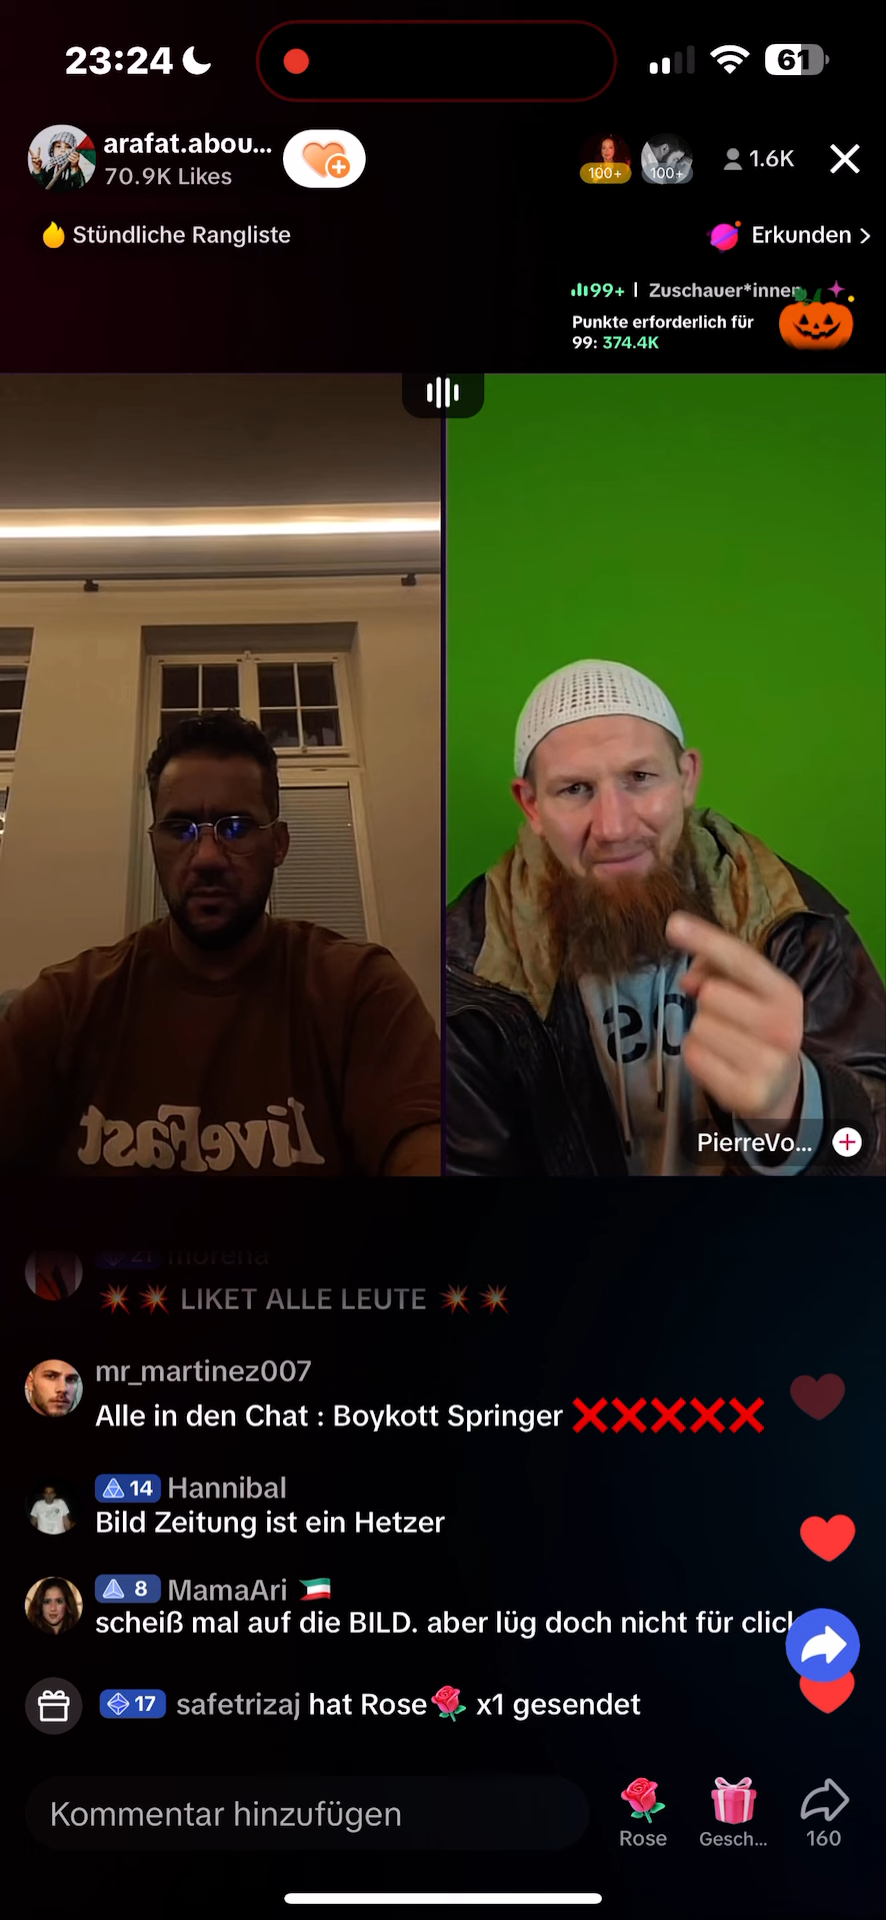 23:24
61
arafat.abou...
70.9K Likes
100+
100+
1.6K
Stündliche Rangliste
Erkunden >
99+ | Zuschauer*innen
Punkte erforderlich für
99: 374.4K
LiveFast
PierreVo...
21 morena
💥 💥 LIKET ALLE LEUTE 💥 💥
mr_martinez007
Alle in den Chat : Boykott Springer ❌❌❌❌❌
14 Hannibal
Bild Zeitung ist ein Hetzer
8 MamaAri 🇰🇼
scheiß mal auf die BILD. aber lüg doch nicht für clic
17 safetrizaj hat Rose🌹 x1 gesendet
Kommentar hinzufügen
Rose
Gesch...
160